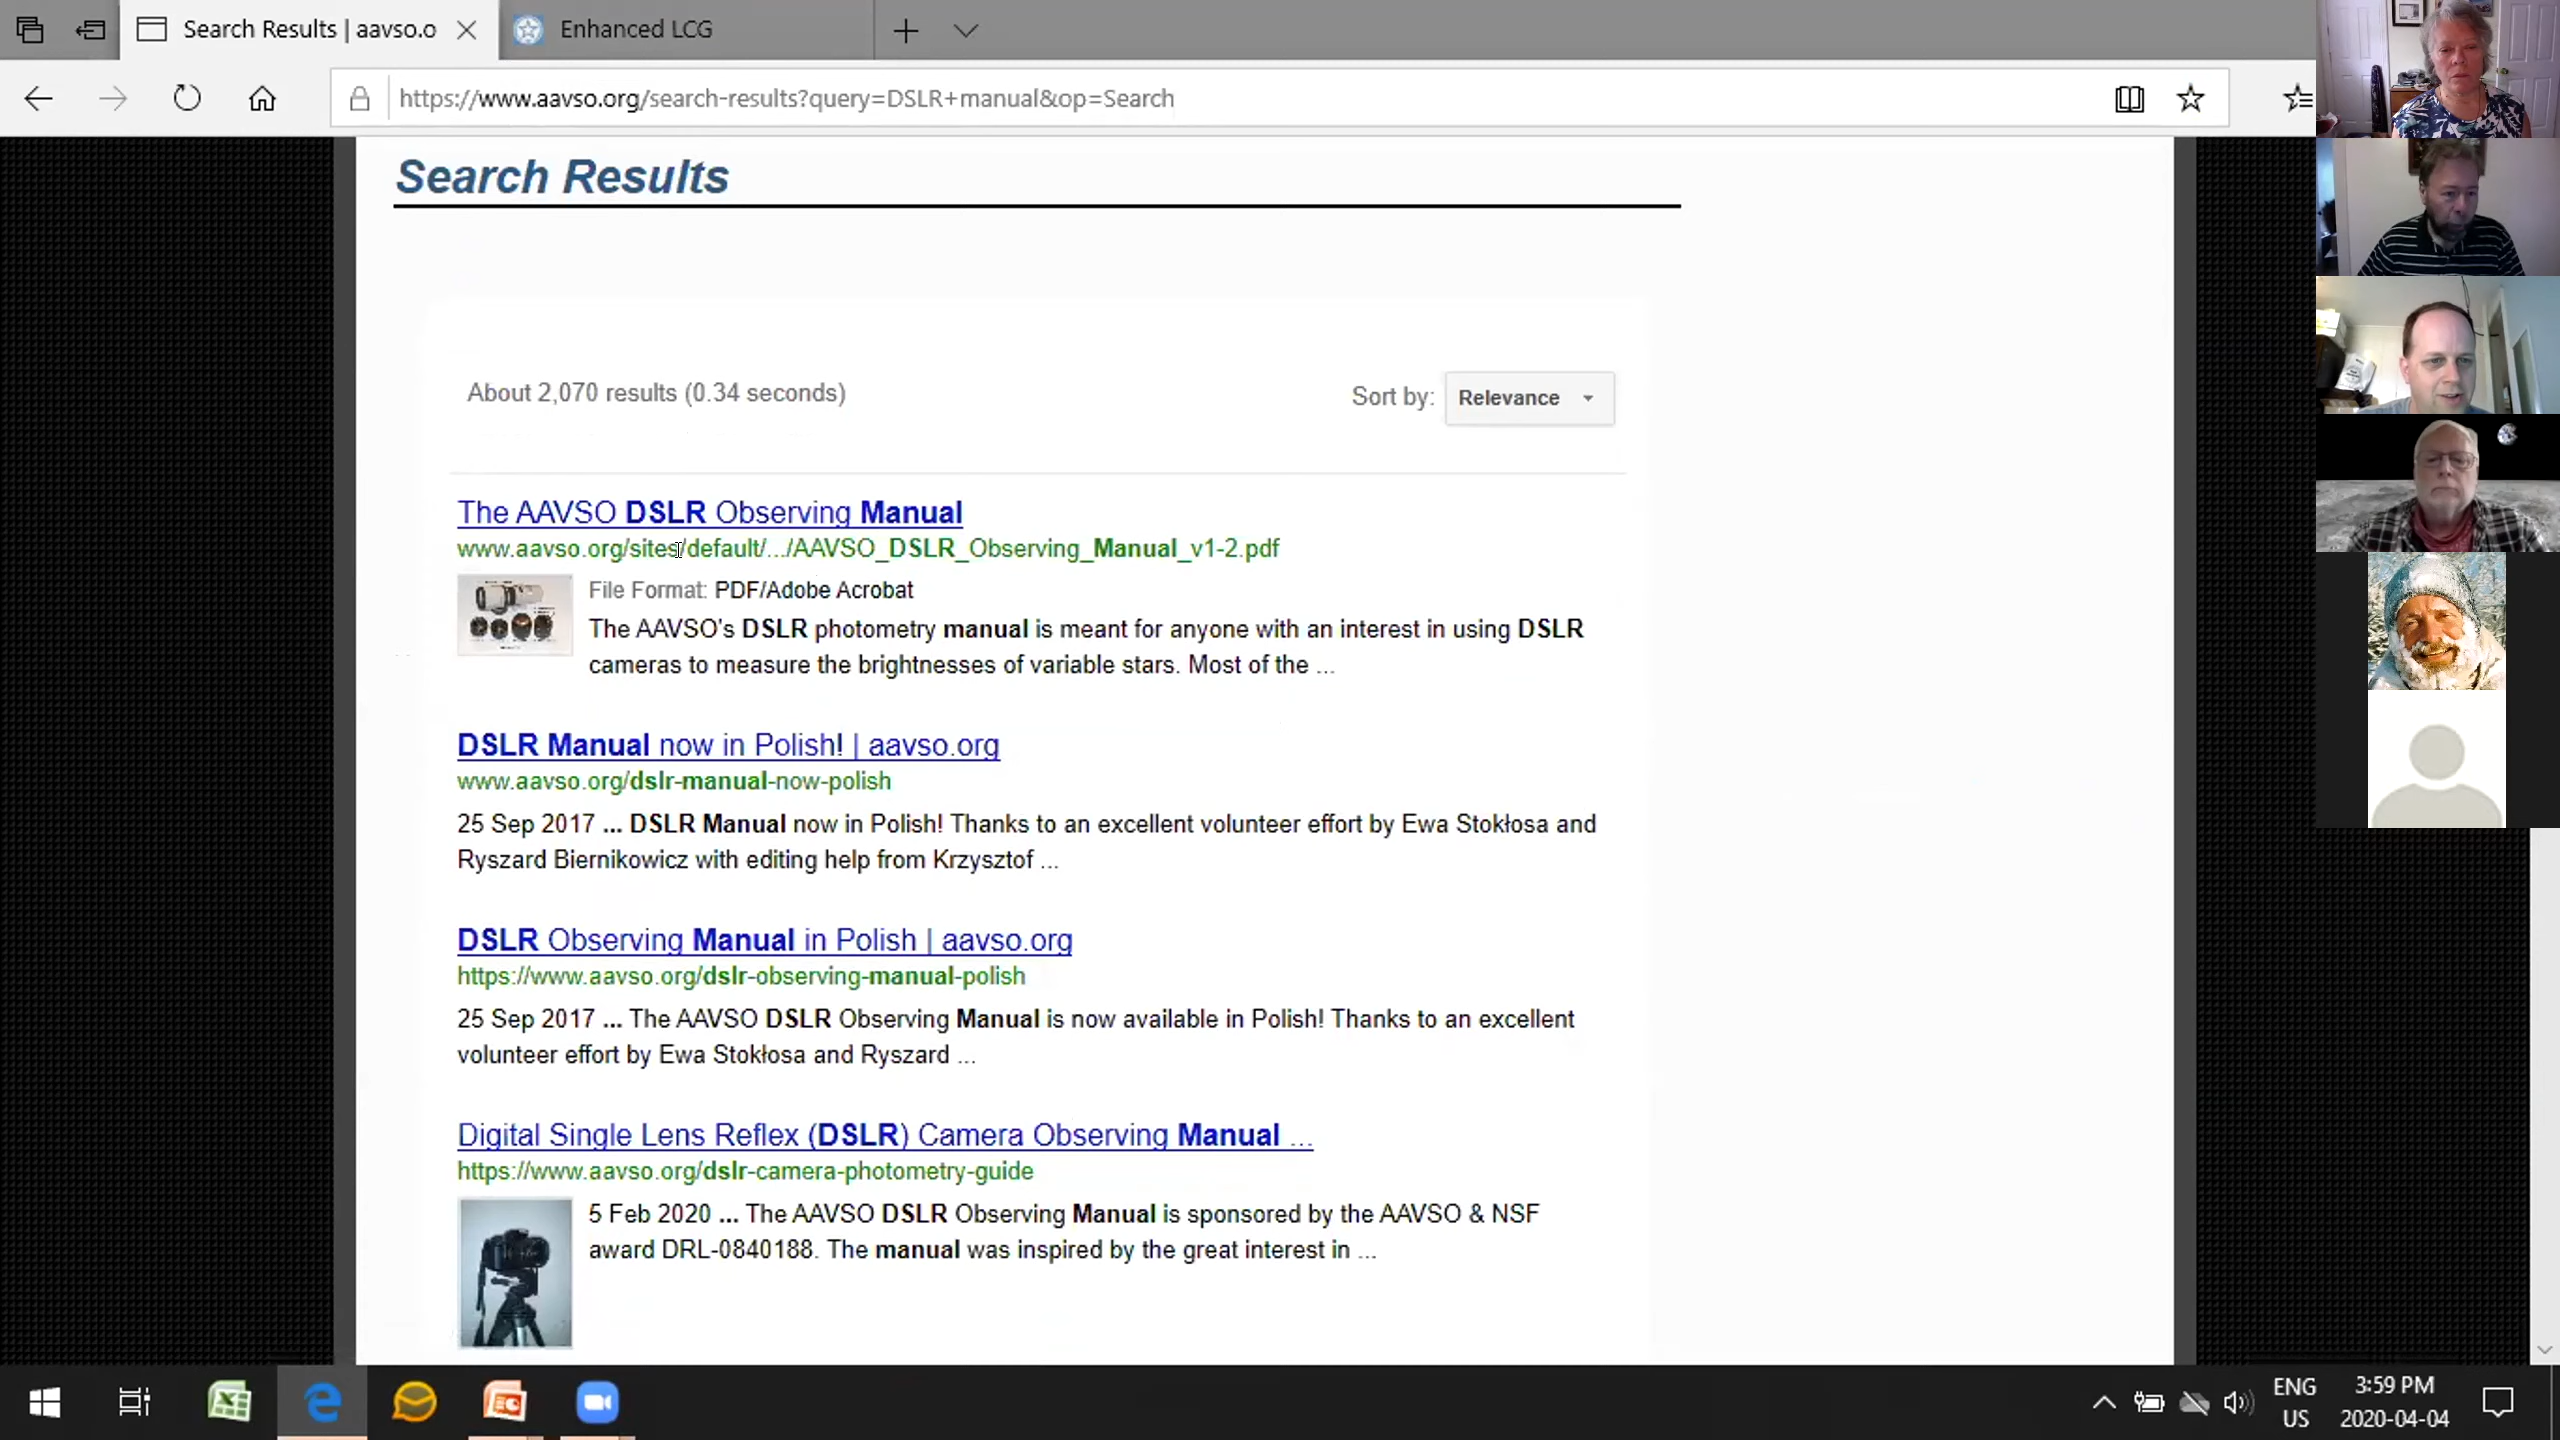 Search Results | aavso.o
Enhanced LCG
https://www.aavso.org/search-results?query=DSLR+manual&op=Search
Search Results
About 2,070 results (0.34 seconds)
Sort by: Relevance
The AAVSO DSLR Observing Manual
www.aavso.org/sites/default/.../AAVSO_DSLR_Observing_Manual_v1-2.pdf
File Format: PDF/Adobe Acrobat
The AAVSO's DSLR photometry manual is meant for anyone with an interest in using DSLR
cameras to measure the brightnesses of variable stars. Most of the ...
DSLR Manual now in Polish! | aavso.org
www.aavso.org/dslr-manual-now-polish
25 Sep 2017 ... DSLR Manual now in Polish! Thanks to an excellent volunteer effort by Ewa Stokłosa and
Ryszard Biernikowicz with editing help from Krzysztof ...
DSLR Observing Manual in Polish | aavso.org
https://www.aavso.org/dslr-observing-manual-polish
25 Sep 2017 ... The AAVSO DSLR Observing Manual is now available in Polish! Thanks to an excellent
volunteer effort by Ewa Stokłosa and Ryszard ...
Digital Single Lens Reflex (DSLR) Camera Observing Manual ...
https://www.aavso.org/dslr-camera-photometry-guide
5 Feb 2020 ... The AAVSO DSLR Observing Manual is sponsored by the AAVSO & NSF
award DRL-0840188. The manual was inspired by the great interest in ...
ENG
US
3:59 PM
2020-04-04